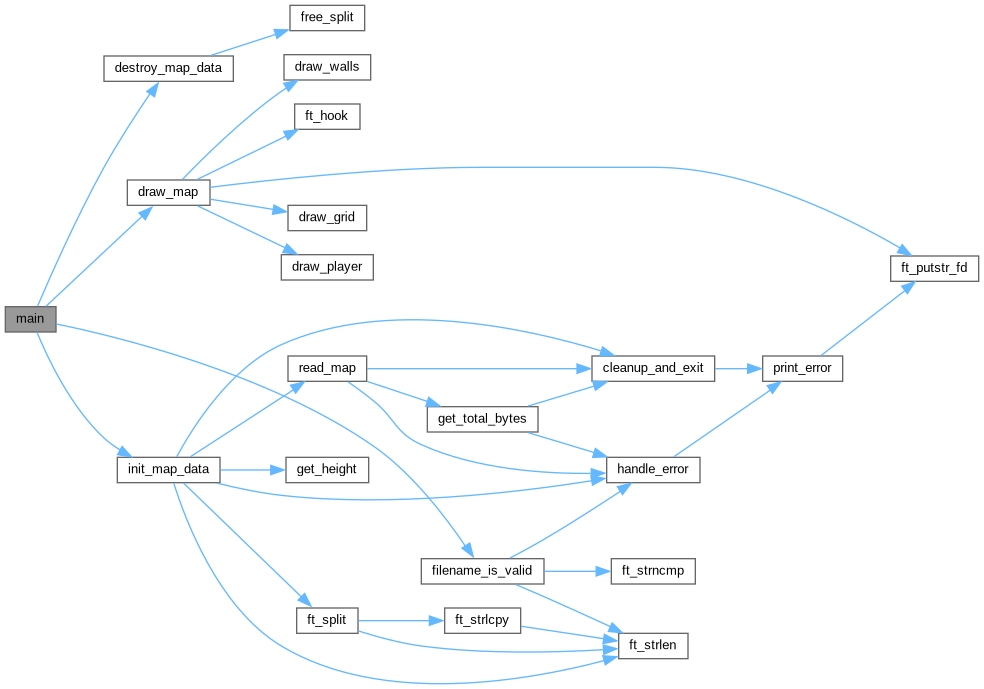 free_split
destroy_map_data
draw_walls
ft_hook
draw_map
draw_grid
draw_player
ft_putstr_fd
main
read_map
cleanup_and_exit
print_error
get_total_bytes
init_map_data
get_height
handle_error
filename_is_valid
ft_strncmp
ft_split
ft_strlcpy
ft_strlen